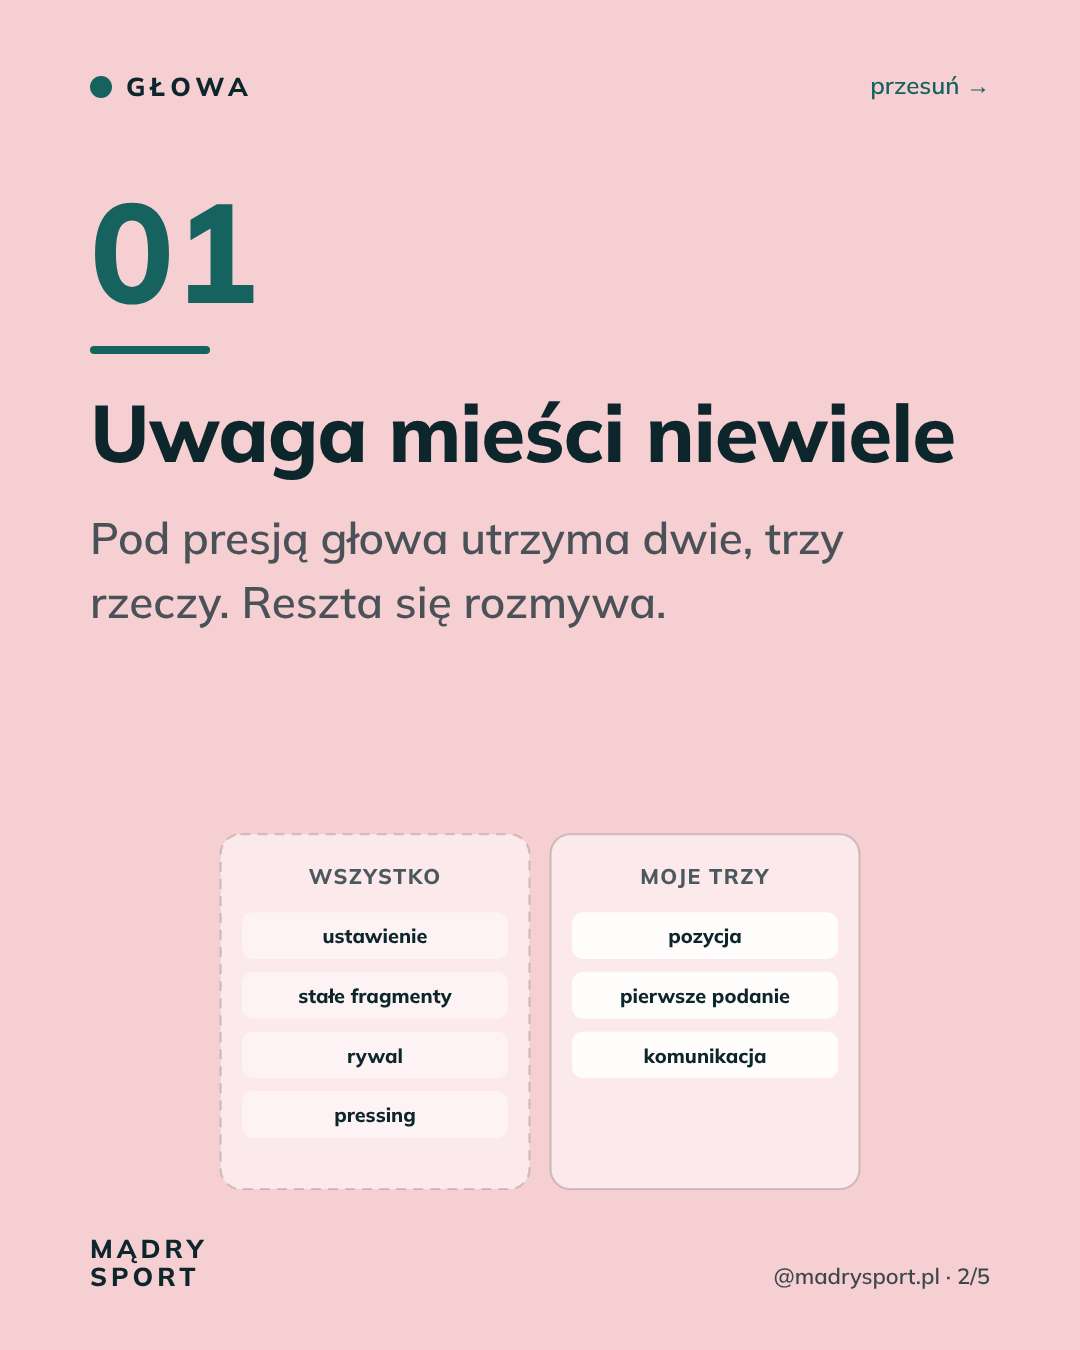 GŁOWA
przesuń →
01
Uwaga mieści niewiele
Pod presją głowa utrzyma dwie, trzy
rzeczy. Reszta się rozmywa.
WSZYSTKO
ustawienie
stałe fragmenty
rywal
pressing
MOJE TRZY
pozycja
pierwsze podanie
komunikacja
MĄDRY
SPORT
@madrysport.pl · 2/5